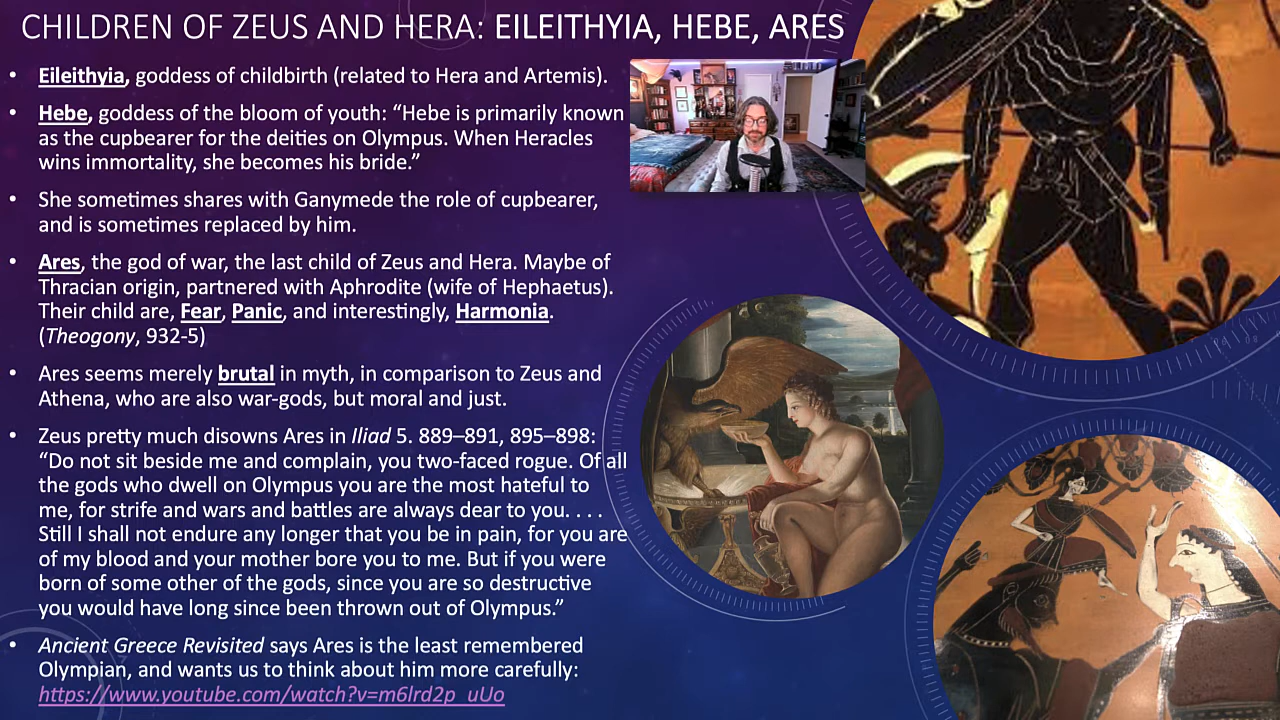 CHILDREN OF ZEUS AND HERA: EILEITHYIA, HEBE, ARES
• Eileithyia, goddess of childbirth (related to Hera and Artemis).
• Hebe, goddess of the bloom of youth: “Hebe is primarily known
as the cupbearer for the deities on Olympus. When Heracles
wins immortality, she becomes his bride.”
• She sometimes shares with Ganymede the role of cupbearer,
and is sometimes replaced by him.
• Ares, the god of war, the last child of Zeus and Hera. Maybe of
Thracian origin, partnered with Aphrodite (wife of Hephaetus).
Their child are, Fear, Panic, and interestingly, Harmonia.
(Theogony, 932-5)
• Ares seems merely brutal in myth, in comparison to Zeus and
Athena, who are also war-gods, but moral and just.
• Zeus pretty much disowns Ares in Iliad 5. 889–891, 895–898:
“Do not sit beside me and complain, you two-faced rogue. Of all
the gods who dwell on Olympus you are the most hateful to
me, for strife and wars and battles are always dear to you. . . .
Still I shall not endure any longer that you be in pain, for you are
of my blood and your mother bore you to me. But if you were
born of some other of the gods, since you are so destructive
you would have long since been thrown out of Olympus.”
• Ancient Greece Revisited says Ares is the least remembered
Olympian, and wants us to think about him more carefully:
https://www.youtube.com/watch?v=m6lrd2p_uUo